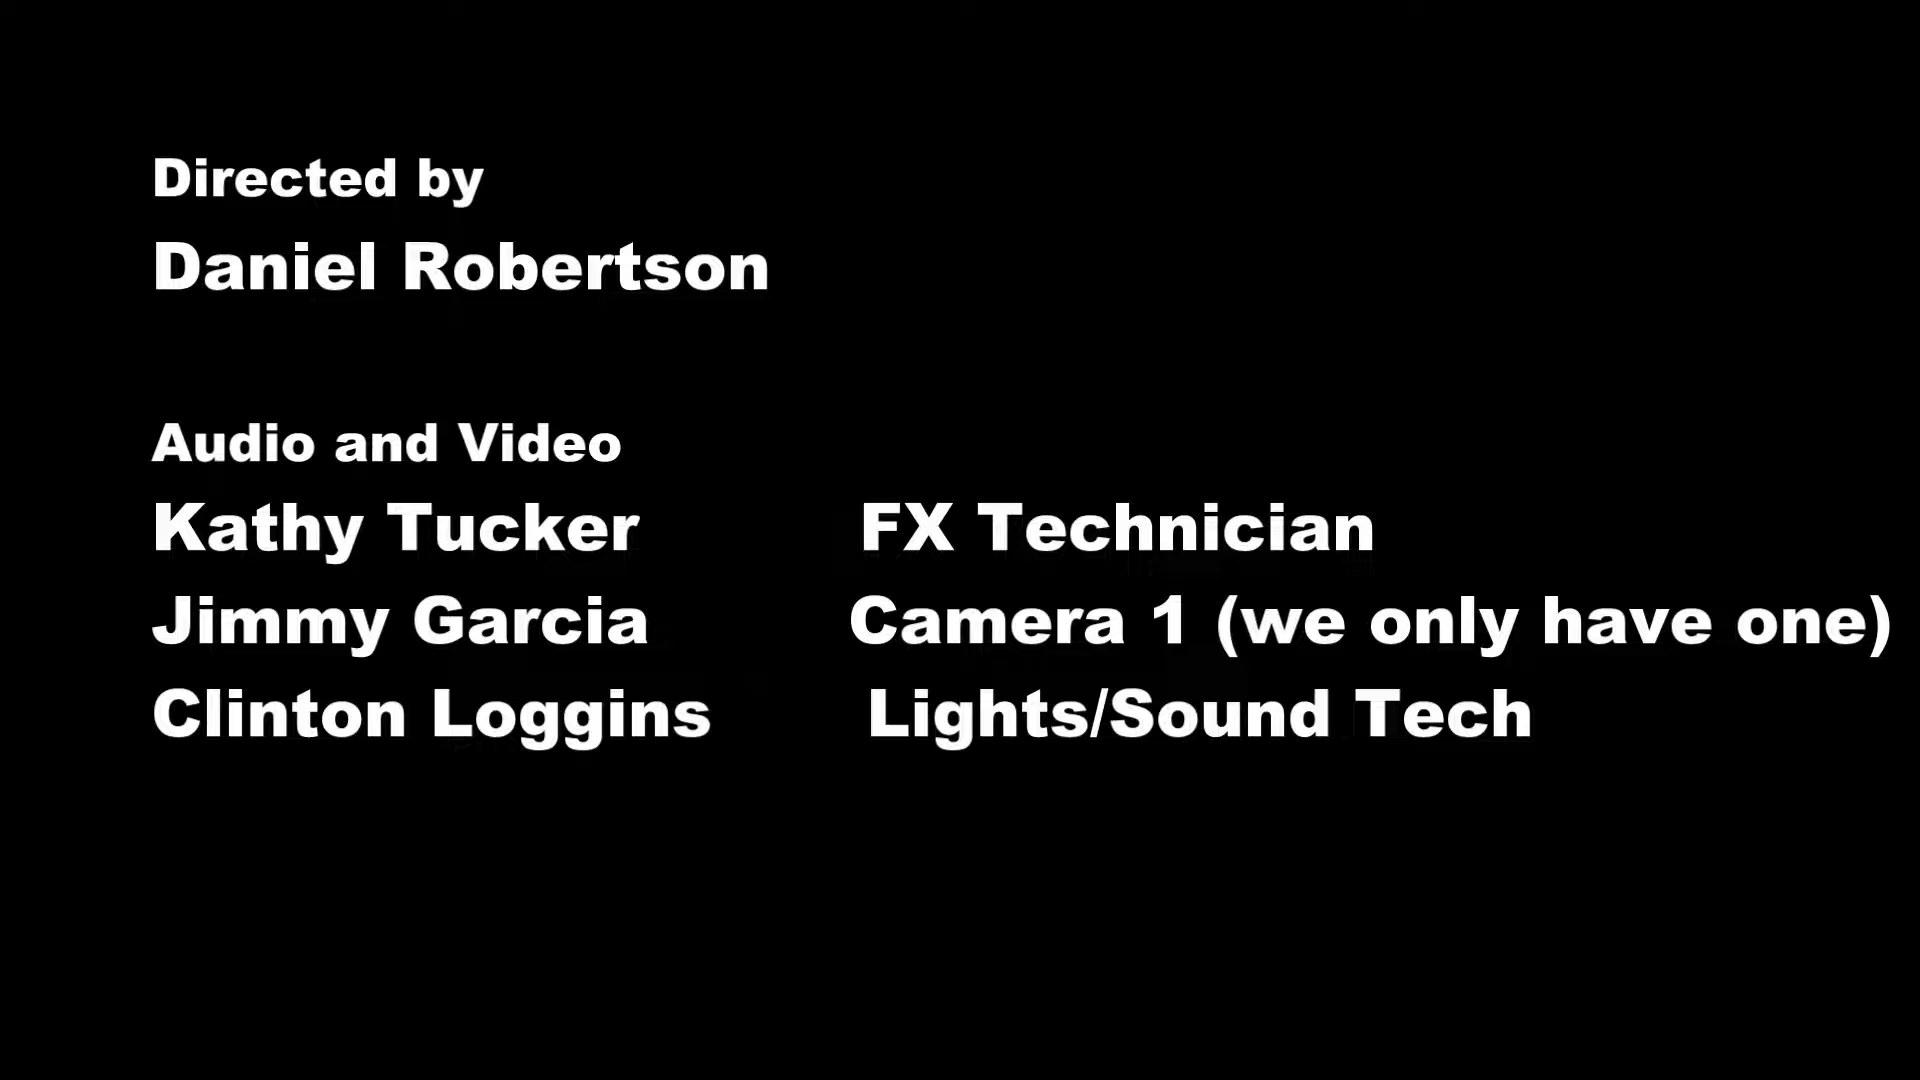 Directed by
Daniel Robertson
Audio and Video
Kathy Tucker FX Technician
Jimmy Garcia Camera 1 (we only have one)
Clinton Loggins Lights/Sound Tech